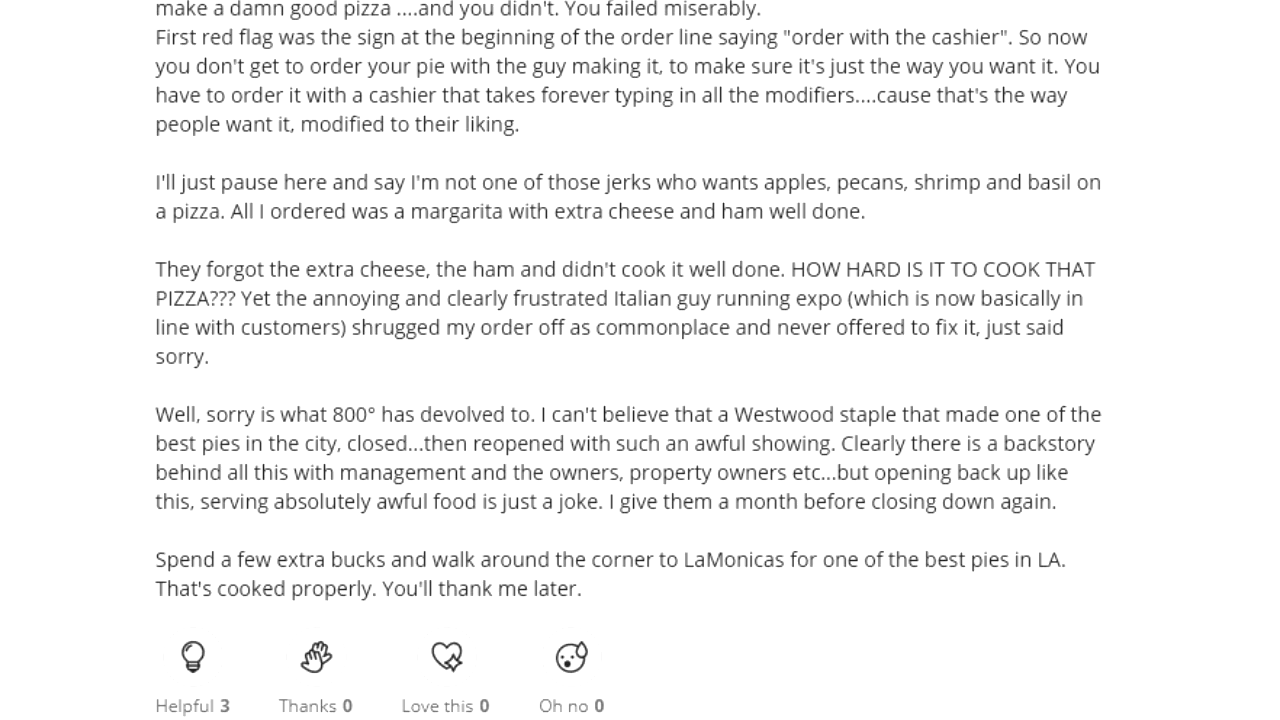 make a damn good pizza ....and you didn't. You failed miserably.
First red flag was the sign at the beginning of the order line saying "order with the cashier". So now
you don't get to order your pie with the guy making it, to make sure it's just the way you want it. You
have to order it with a cashier that takes forever typing in all the modifiers....cause that's the way
people want it, modified to their liking.
I'll just pause here and say I'm not one of those jerks who wants apples, pecans, shrimp and basil on
a pizza. All I ordered was a margarita with extra cheese and ham well done.
They forgot the extra cheese, the ham and didn't cook it well done. HOW HARD IS IT TO COOK THAT
PIZZA??? Yet the annoying and clearly frustrated Italian guy running expo (which is now basically in
line with customers) shrugged my order off as commonplace and never offered to fix it, just said
sorry.
Well, sorry is what 800° has devolved to. I can't believe that a Westwood staple that made one of the
best pies in the city, closed...then reopened with such an awful showing. Clearly there is a backstory
behind all this with management and the owners, property owners etc...but opening back up like
this, serving absolutely awful food is just a joke. I give them a month before closing down again.
Spend a few extra bucks and walk around the corner to LaMonicas for one of the best pies in LA.
That's cooked properly. You'll thank me later.
Helpful 3 Thanks 0 Love this 0 Oh no 0